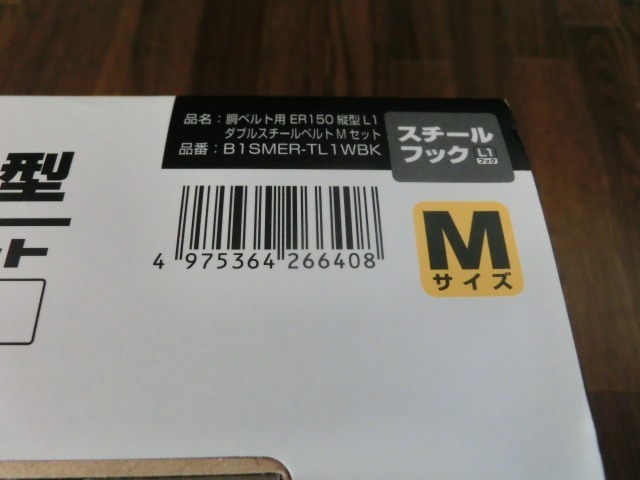 品名：胴ベルト用 ER150 縦型 L1
ダブルスチールベルト M セット
品番：B1SMER-TL1WBK
スチール
フック L1
フック
型
ット
4 975364 266408
M
サイズ